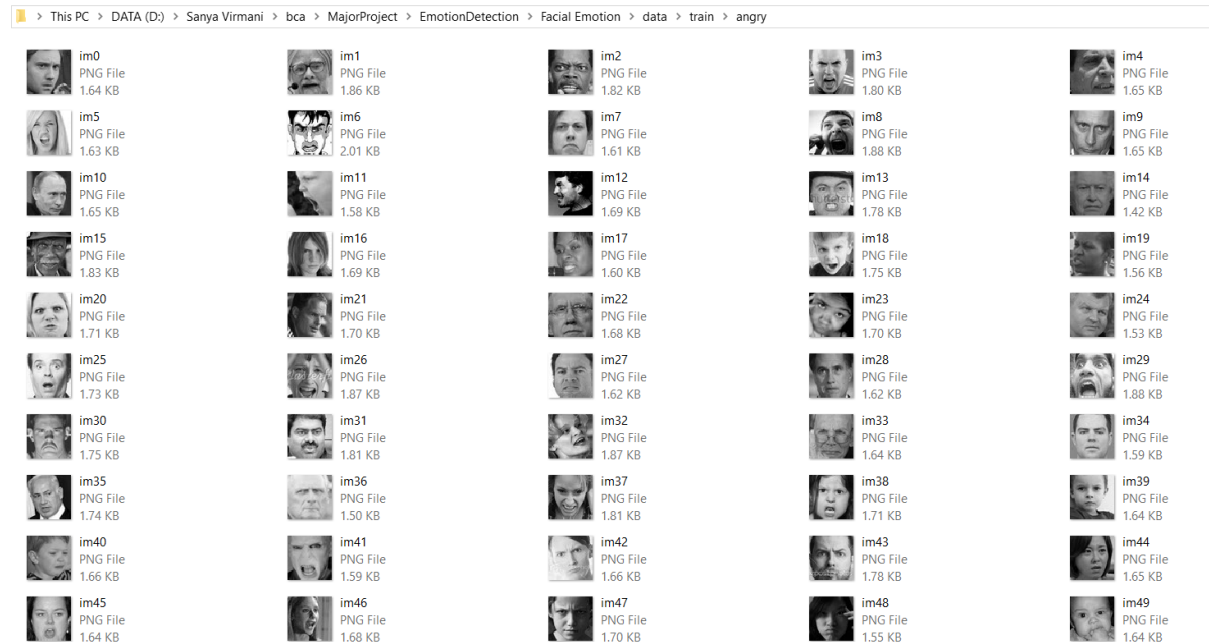 This PC > DATA (D:) > Sanya Virmani > bca > MajorProject > EmotionDetection > Facial Emotion > data > train > angry
im0
PNG File
1.64 KB
im1
PNG File
1.86 KB
im2
PNG File
1.82 KB
im3
PNG File
1.80 KB
im4
PNG File
1.65 KB
im5
PNG File
1.63 KB
im6
PNG File
2.01 KB
im7
PNG File
1.61 KB
im8
PNG File
1.88 KB
im9
PNG File
1.65 KB
im10
PNG File
1.65 KB
im11
PNG File
1.58 KB
im12
PNG File
1.69 KB
im13
PNG File
1.78 KB
im14
PNG File
1.42 KB
im15
PNG File
1.83 KB
im16
PNG File
1.69 KB
im17
PNG File
1.60 KB
im18
PNG File
1.75 KB
im19
PNG File
1.56 KB
im20
PNG File
1.71 KB
im21
PNG File
1.70 KB
im22
PNG File
1.68 KB
im23
PNG File
1.70 KB
im24
PNG File
1.53 KB
im25
PNG File
1.73 KB
im26
PNG File
1.87 KB
im27
PNG File
1.62 KB
im28
PNG File
1.62 KB
im29
PNG File
1.88 KB
im30
PNG File
1.75 KB
im31
PNG File
1.81 KB
im32
PNG File
1.87 KB
im33
PNG File
1.64 KB
im34
PNG File
1.59 KB
im35
PNG File
1.74 KB
im36
PNG File
1.50 KB
im37
PNG File
1.81 KB
im38
PNG File
1.71 KB
im39
PNG File
1.64 KB
im40
PNG File
1.66 KB
im41
PNG File
1.59 KB
im42
PNG File
1.66 KB
im43
PNG File
1.78 KB
im44
PNG File
1.65 KB
im45
PNG File
1.64 KB
im46
PNG File
1.68 KB
im47
PNG File
1.70 KB
im48
PNG File
1.55 KB
im49
PNG File
1.64 KB